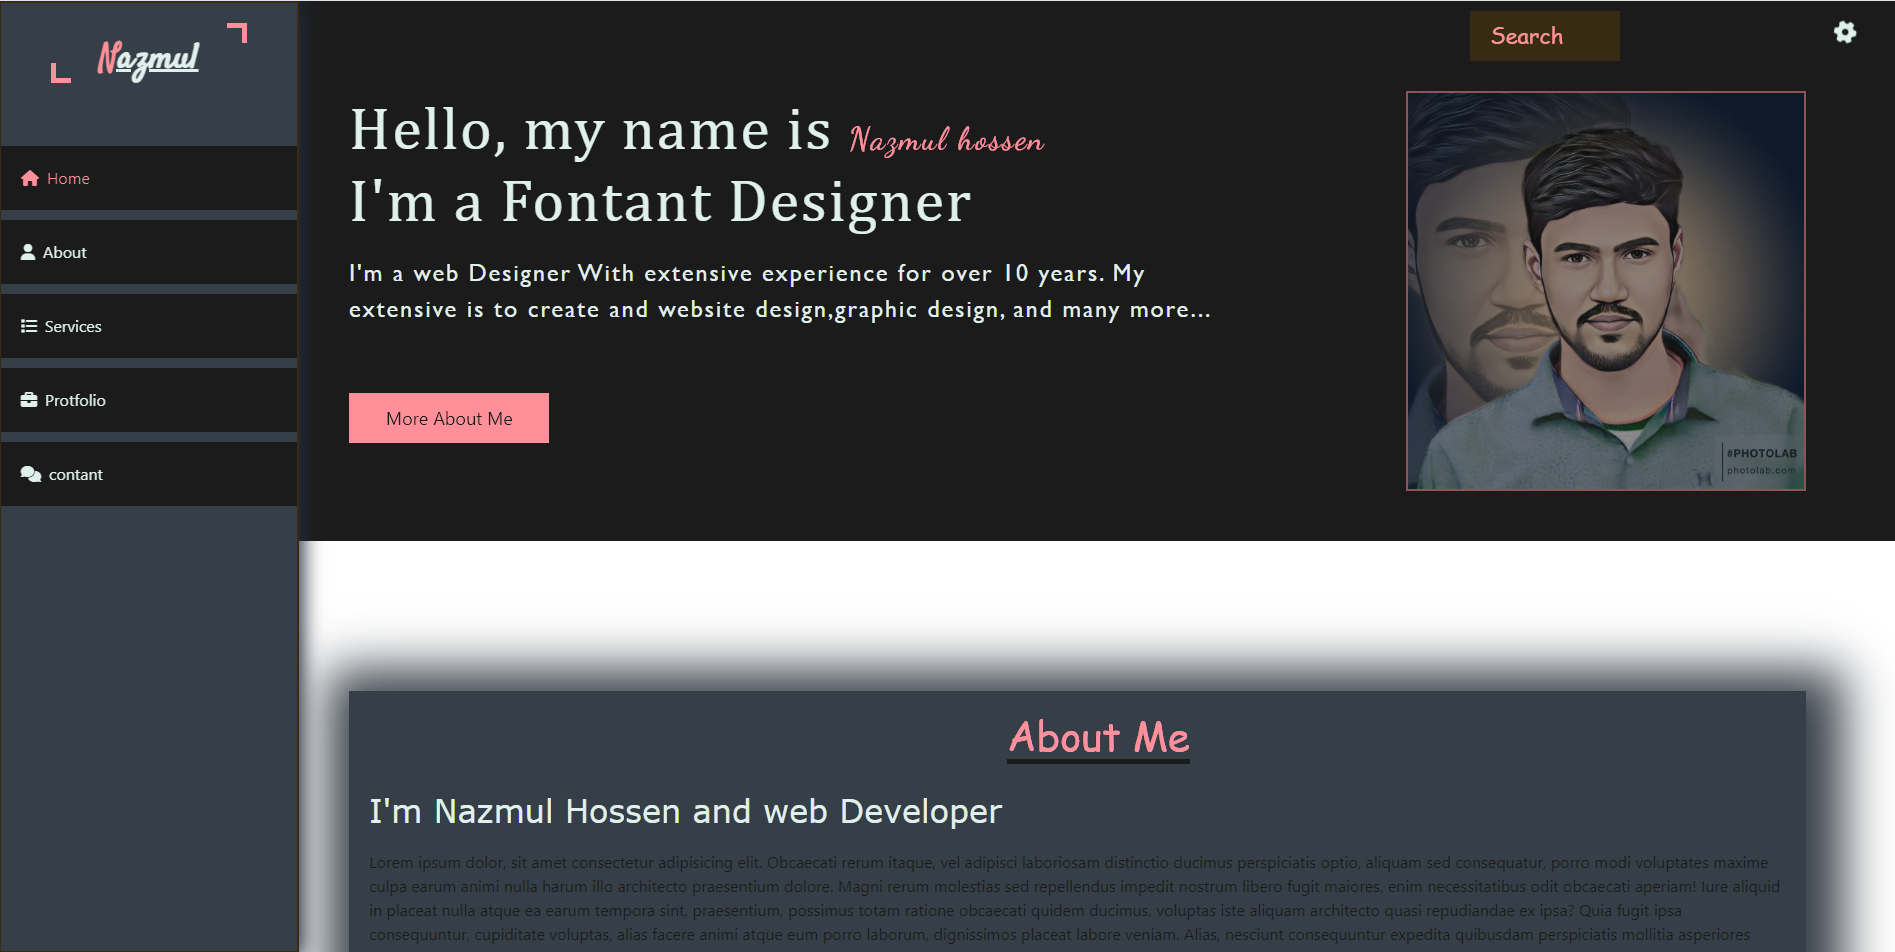 Nazmul
Home
About
Services
Protfolio
contant
Search
Hello, my name is Nazmul hossen
I'm a Fontant Designer
I'm a web Designer With extensive experience for over 10 years. My
extensive is to create and website design,graphic design, and many more...
More About Me
#PHOTOLAB
photolab.com
About Me
I'm Nazmul Hossen and web Developer
Lorem ipsum dolor, sit amet consectetur adipisicing elit. Obcaecati rerum itaque, vel adipisci laboriosam distinctio ducimus perspiciatis optio, aliquam sed consequatur, porro modi voluptates maxime
culpa earum animi nulla harum illo architecto praesentium dolore. Magni rerum molestias sed repellendus impedit nostrum libero fugit maiores, enim necessitatibus odit obcaecati aperiam! Iure aliquid
in placeat nulla atque ea earum tempora sint, praesentium, possimus totam ratione obcaecati quidem ducimus, voluptas iste aliquam architecto quasi repudiandae ex ipsa? Quia fugit ipsa
consequuntur, cupiditate voluptas, alias facere animi atque eum porro laborum, dignissimos placeat labore veniam. Alias, nesciunt consequuntur expedita quibusdam perspiciatis mollitia asperiores